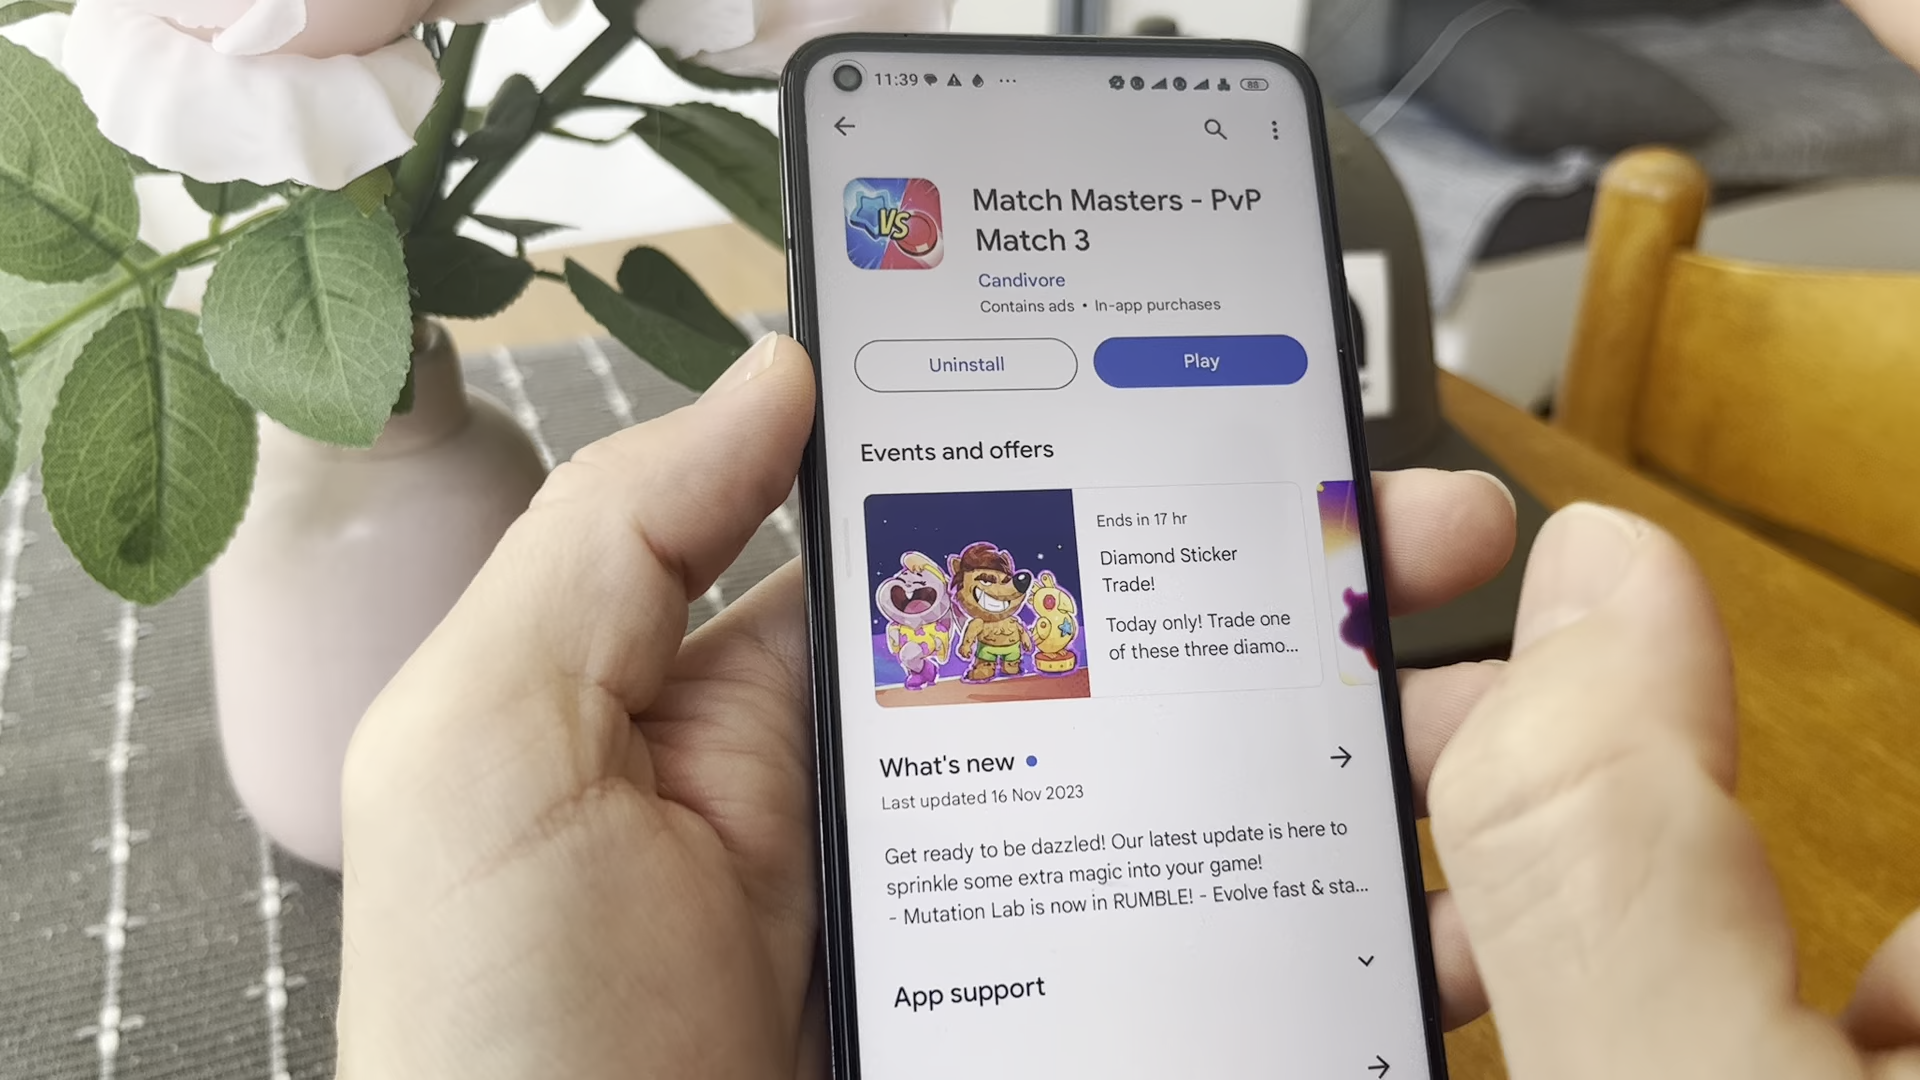 11:39
88
VS
Match Masters - PvP
Match 3
Candivore
Contains ads • In-app purchases
Uninstall
Play
Events and offers
Ends in 17 hr
Diamond Sticker
Trade!
Today only! Trade one
of these three diamo...
What's new
Last updated 16 Nov 2023
Get ready to be dazzled! Our latest update is here to
sprinkle some extra magic into your game!
- Mutation Lab is now in RUMBLE! - Evolve fast & sta...
App support